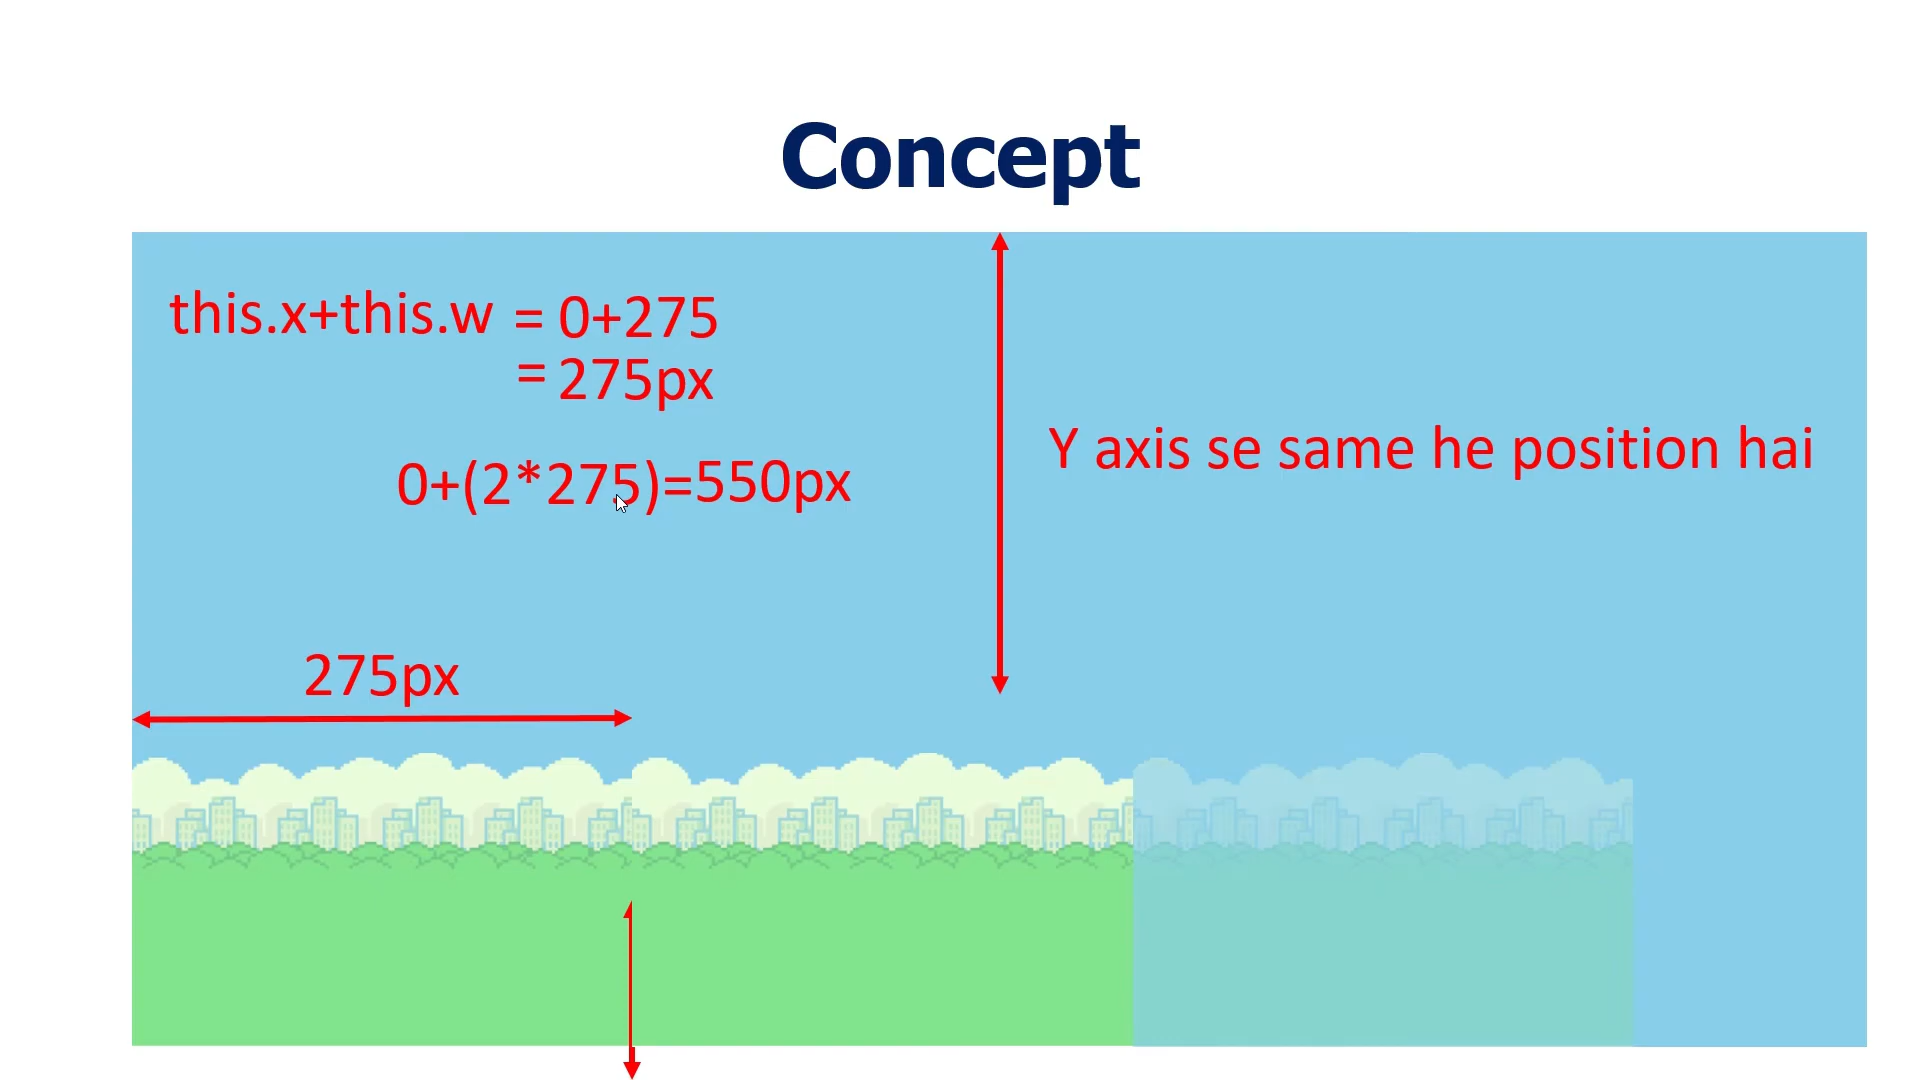 Concept
this.x+this.w = 0+275
= 275px
0+(2*275)=550px
Y axis se same he position hai
275px